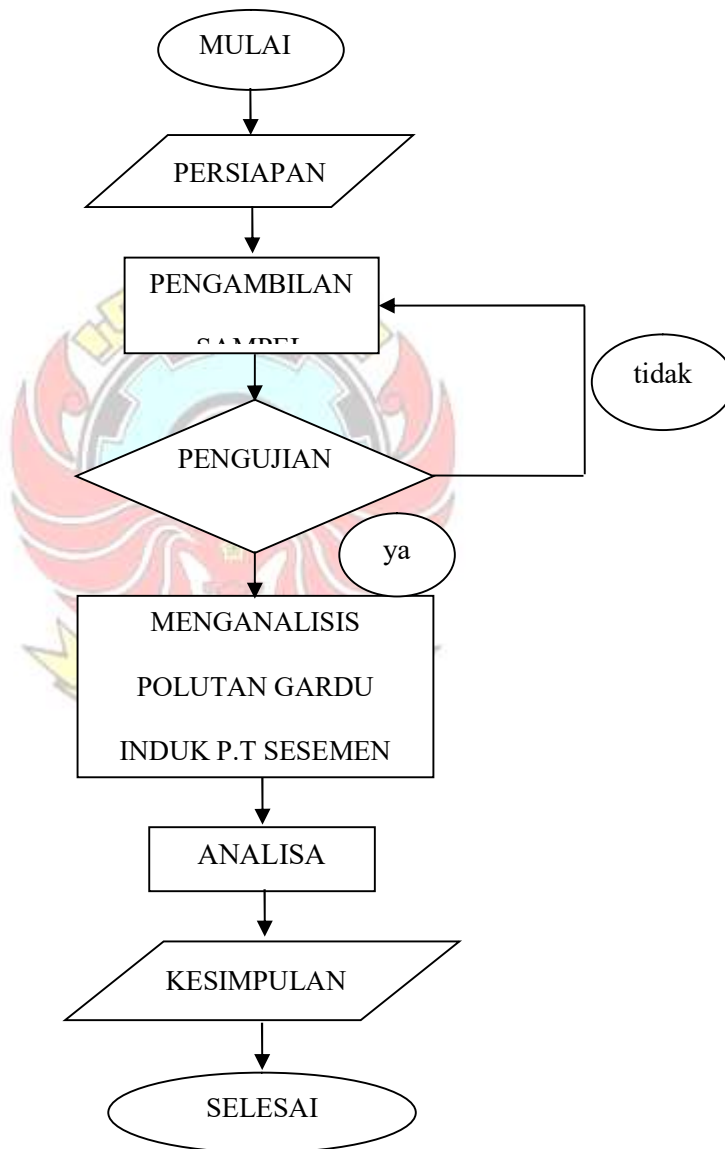 MULAI
PERSIAPAN
PENGAMBILAN
tidak
PENGUJIAN
ya
MENGANALISIS
POLUTAN GARDU
INDUK P.T SESEMEN
ANALISA
KESIMPULAN
SELESAI